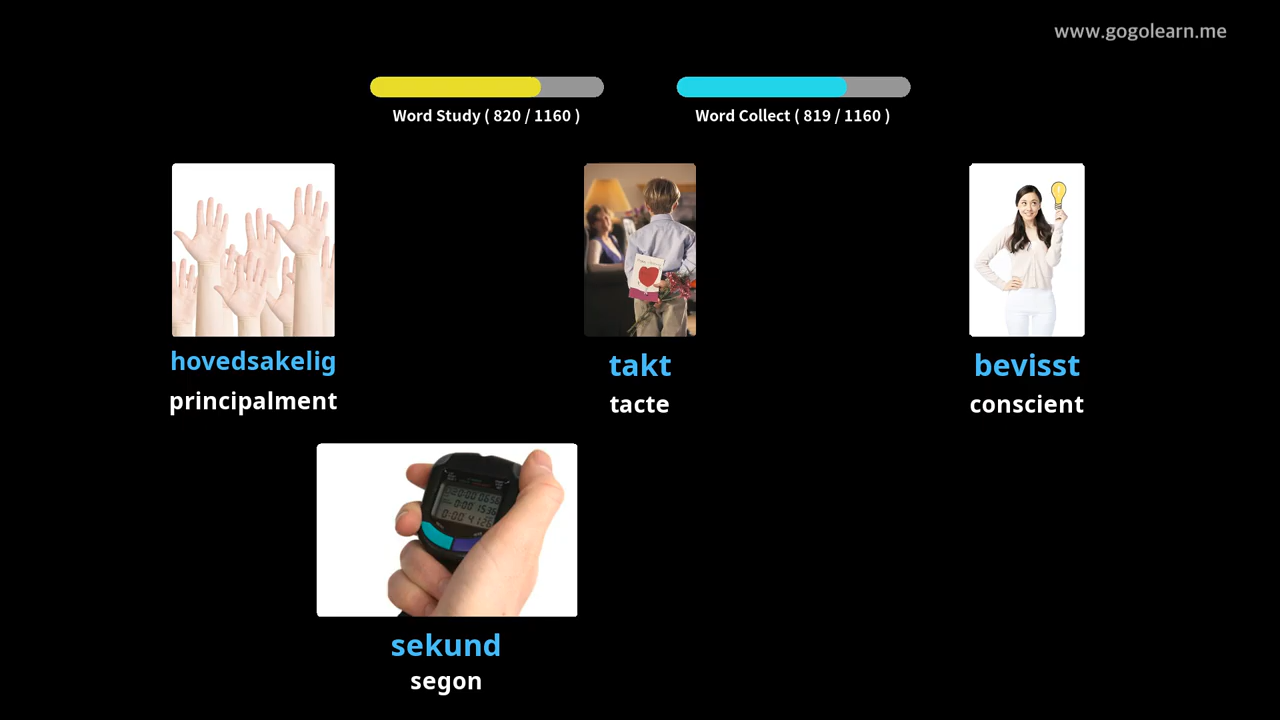 www.gogolearn.me
Word Study ( 820 / 1160 )
Word Collect ( 819 / 1160 )
hovedsakelig
principalment
takt
tacte
bevisst
conscient
sekund
segon